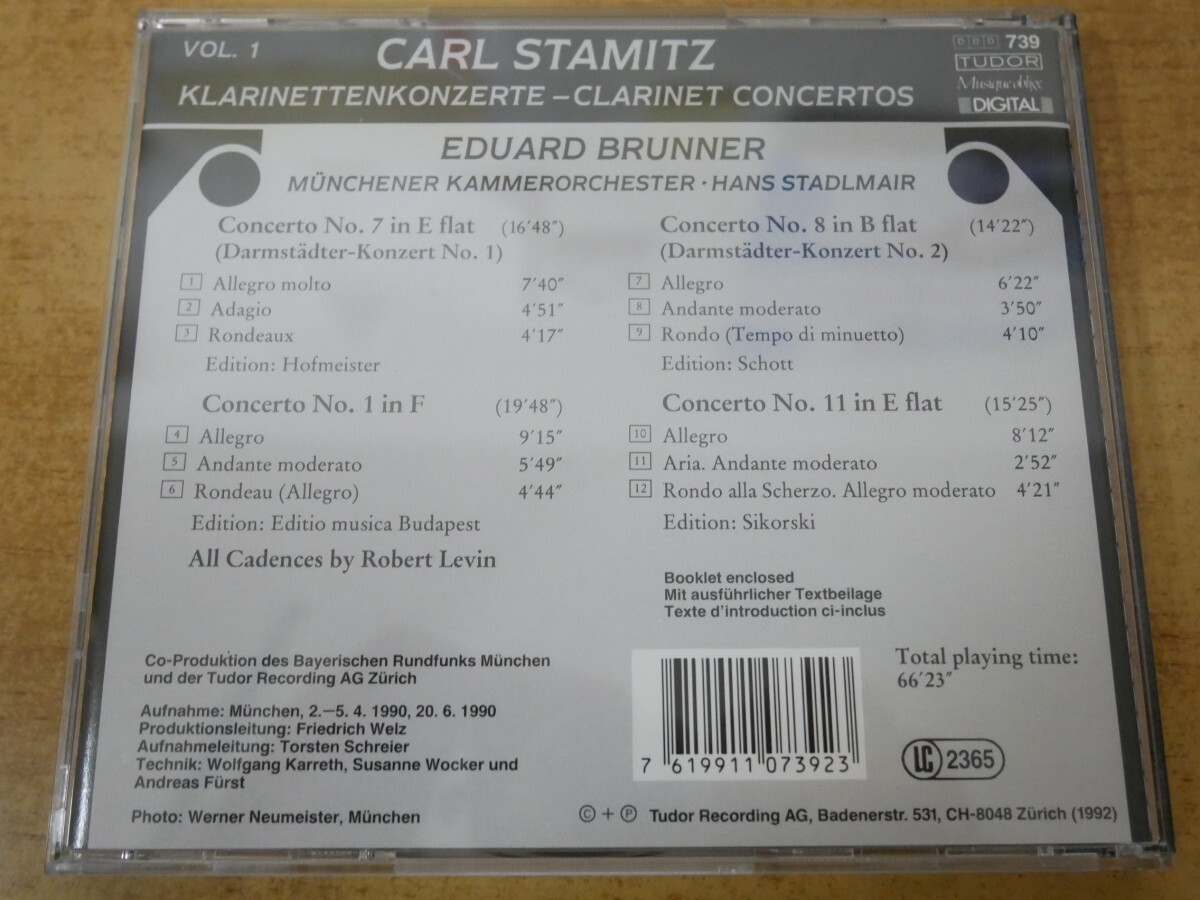 VOL. 1
CARL STAMITZ
KLARINETTENKONZERTE – CLARINET CONCERTOS
DDD 739
TUDOR
Musique oblige
DIGITAL
EDUARD BRUNNER
MÜNCHENER KAMMERORCHESTER · HANS STADLMAIR
Concerto No. 7 in E flat (16′48″)
(Darmstädter-Konzert No. 1)
1 Allegro molto 7′40″
2 Adagio 4′51″
3 Rondeaux 4′17″
Edition: Hofmeister
Concerto No. 1 in F (19′48″)
4 Allegro 9′15″
5 Andante moderato 5′49″
6 Rondeau (Allegro) 4′44″
Edition: Editio musica Budapest
All Cadences by Robert Levin
Concerto No. 8 in B flat (14′22″)
(Darmstädter-Konzert No. 2)
7 Allegro 6′22″
8 Andante moderato 3′50″
9 Rondo (Tempo di minuetto) 4′10″
Edition: Schott
Concerto No. 11 in E flat (15′25″)
10 Allegro 8′12″
11 Aria. Andante moderato 2′52″
12 Rondo alla Scherzo. Allegro moderato 4′21″
Edition: Sikorski
Booklet enclosed
Mit ausführlicher Textbeilage
Texte d'introduction ci-inclus
Co-Produktion des Bayerischen Rundfunks München
und der Tudor Recording AG Zürich
Aufnahme: München, 2.–5. 4. 1990, 20. 6. 1990
Produktionsleitung: Friedrich Welz
Aufnahmeleitung: Torsten Schreier
Technik: Wolfgang Karreth, Susanne Wocker und
Andreas Fürst
Photo: Werner Neumeister, München
7 619911 073923
Total playing time:
66′23″
LC 2365
© + ℗ Tudor Recording AG, Badenerstr. 531, CH-8048 Zürich (1992)